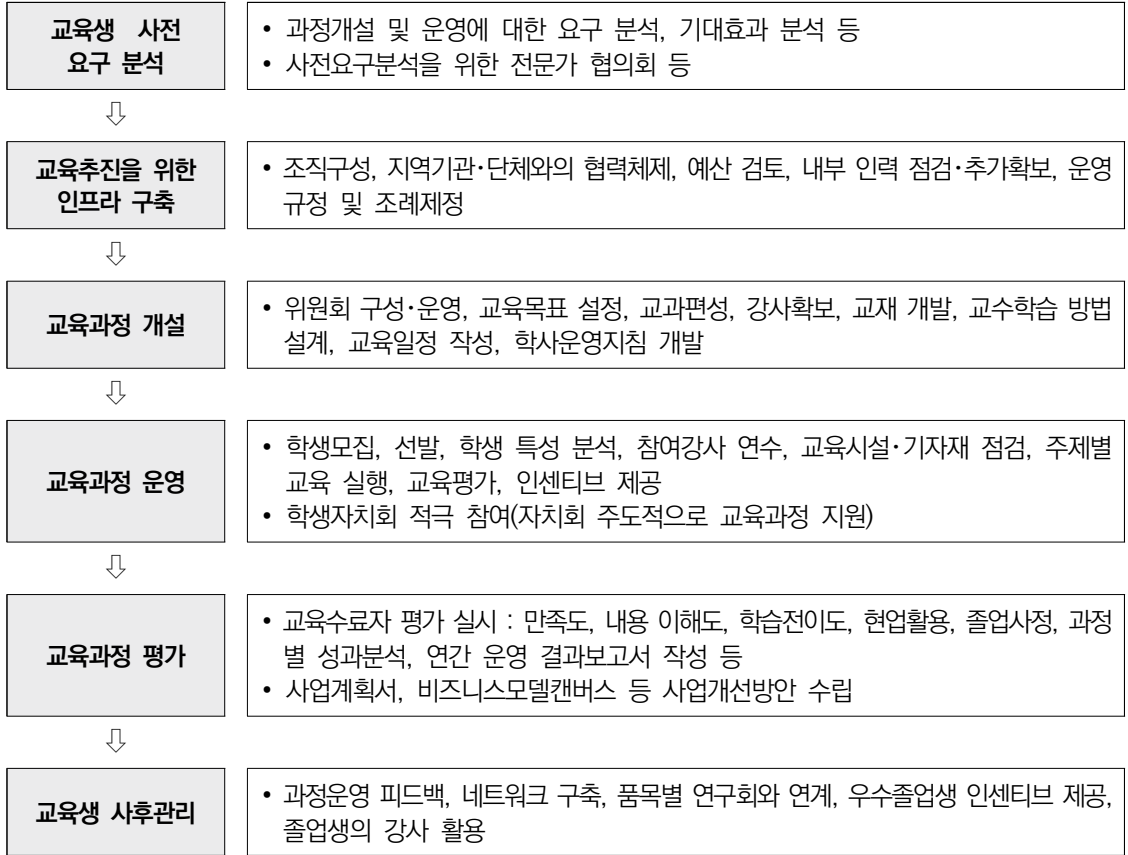 교육생 사전
요구 분석
• 과정개설 및 운영에 대한 요구 분석, 기대효과 분석 등
• 사전요구분석을 위한 전문가 협의회 등
⇩
교육추진을 위한
인프라 구축
• 조직구성, 지역기관·단체와의 협력체제, 예산 검토, 내부 인력 점검·추가확보, 운영
규정 및 조례제정
⇩
교육과정 개설
• 위원회 구성·운영, 교육목표 설정, 교과편성, 강사확보, 교재 개발, 교수학습 방법
설계, 교육일정 작성, 학사운영지침 개발
⇩
교육과정 운영
• 학생모집, 선발, 학생 특성 분석, 참여강사 연수, 교육시설·기자재 점검, 주제별
교육 실행, 교육평가, 인센티브 제공
• 학생자치회 적극 참여(자치회 주도적으로 교육과정 지원)
⇩
교육과정 평가
• 교육수료자 평가 실시 : 만족도, 내용 이해도, 학습전이도, 현업활용, 졸업사정, 과정
별 성과분석, 연간 운영 결과보고서 작성 등
• 사업계획서, 비즈니스모델캔버스 등 사업개선방안 수립
⇩
교육생 사후관리
• 과정운영 피드백, 네트워크 구축, 품목별 연구회와 연계, 우수졸업생 인센티브 제공,
졸업생의 강사 활용